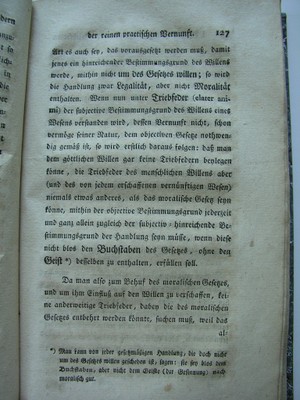 der reinen practischen Vernunft. 127
Art es auch sey, das vorausgesetzt werden muß, damit
jenes ein hinreichender Bestimmungsgrund des Willens
werde, mithin nicht um des Gesetzes willen; so wird
die Handlung zwar Legalität, aber nicht Moralität
enthalten. Wenn nun unter Triebfeder (elater ani-
mi) der subjective Bestimmungsgrund des Willens eines
Wesens verstanden wird, dessen Vernunft nicht, schon
vermöge seiner Natur, dem objectiven Gesetze nothwen-
dig gemäß ist, so wird erstlich daraus folgen: daß man
dem göttlichen Willen gar keine Triebfedern beylegen
könne, die Triebfeder des menschlichen Willens aber
(und des von jedem erschaffenen vernünftigen Wesen)
niemals etwas anderes, als das moralische Gesetz seyn
könne, mithin der objective Bestimmungsgrund jederzeit
und ganz allein zugleich der subjectiv-hinreichende Be-
stimmungsgrund der Handlung seyn müsse, wenn diese
nicht blos den Buchstaben des Gesetzes, ohne den
Geist *) desselben zu enthalten, erfüllen soll.
Da man also zum Behuf des moralischen Gesetzes,
und um ihm Einfluß auf den Willen zu verschaffen, kei-
ne anderweitige Triebfeder, dabey die des moralischen
Gesetzes entbehrt werden könnte, suchen muß, weil das
al-
*) Man kann von jeder gesetzmäßigen Handlung, die doch nicht
um des Gesetzes willen geschehen ist, sagen: sie sey blos dem
Buchstaben, aber nicht dem Geiste (der Gesinnung) nach
moralisch gut.